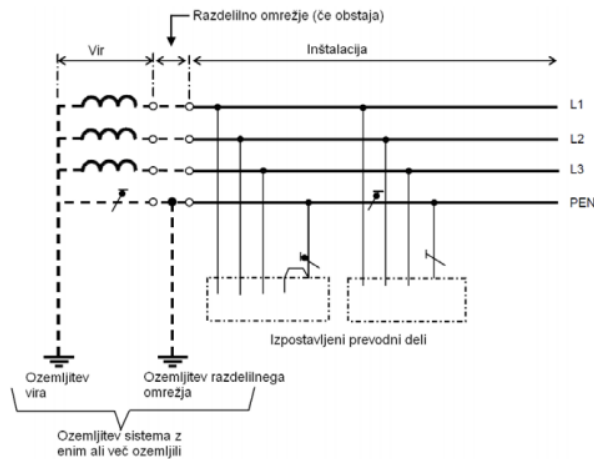 Razdelilno omrežje (če obstaja)
Vir
Inštalacija
L1
L2
L3
PEN
Izpostavljeni prevodni deli
Ozemljitev
vira
Ozemljitev razdelilnega
omrežja
Ozemljitev sistema z
enim ali več ozemljili